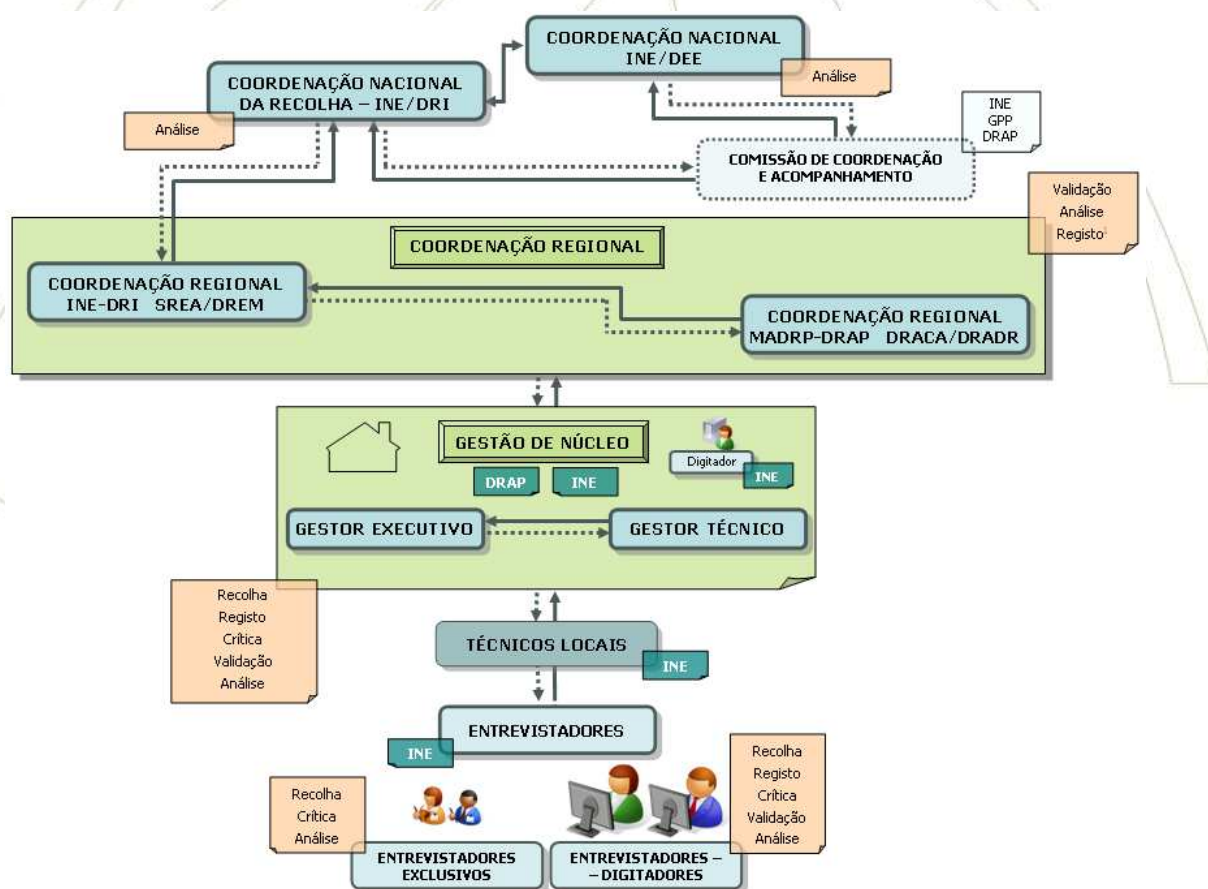 COORDENAÇÃO NACIONAL
INE/DEE
COORDENAÇÃO NACIONAL
DA RECOLHA – INE/DRI
Análise
Análise
INE
GPP
DRAP
COMISSÃO DE COORDENAÇÃO
E ACOMPANHAMENTO
Validação
Análise
Registo¹
COORDENAÇÃO REGIONAL
COORDENAÇÃO REGIONAL
INE-DRI SREA/DREM
COORDENAÇÃO REGIONAL
MADRP-DRAP DRACA/DRADR
GESTÃO DE NÚCLEO
Digitador
INE
DRAP
INE
GESTOR EXECUTIVO
GESTOR TÉCNICO
Recolha
Registo
Crítica
Validação
Análise
TÉCNICOS LOCAIS
INE
ENTREVISTADORES
INE
Recolha
Crítica
Análise
Recolha
Registo
Crítica
Validação
Análise
ENTREVISTADORES
EXCLUSIVOS
ENTREVISTADORES –
– DIGITADORES